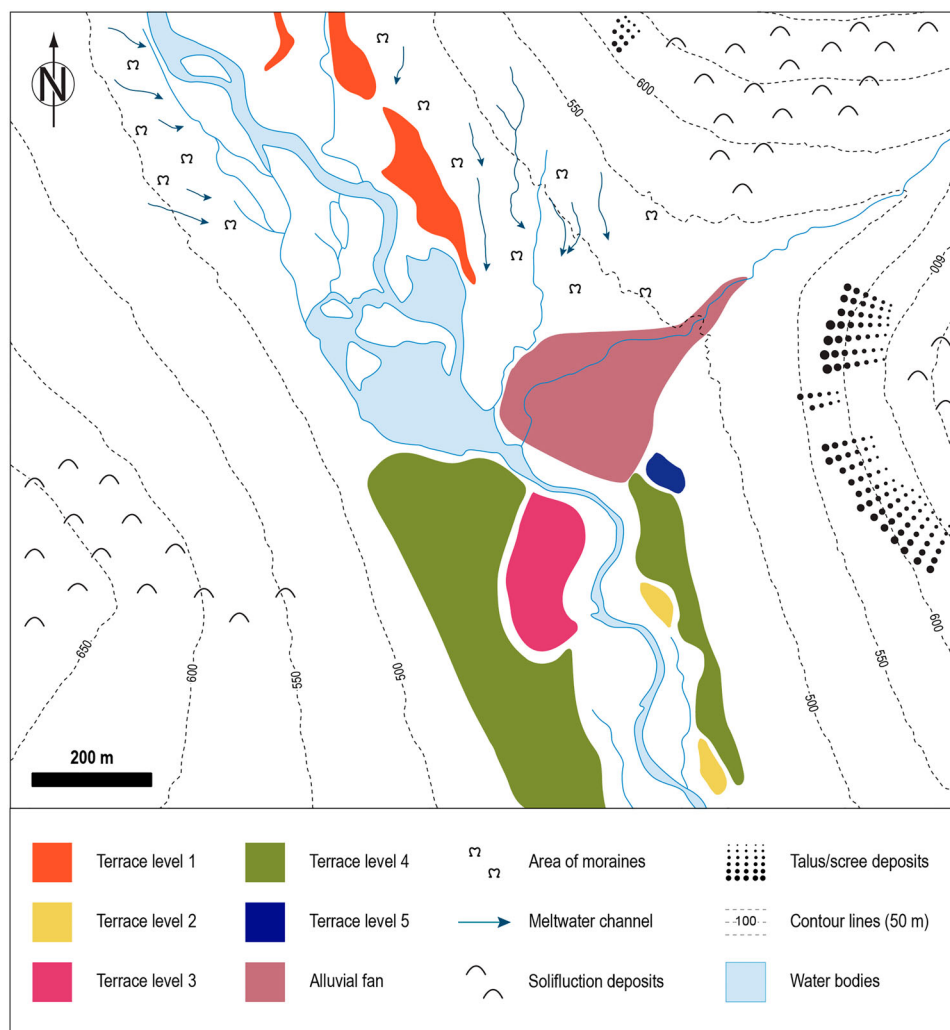 N
600
550
600
650
600
550
500
500
550
600
200 m
Terrace level 1
Terrace level 4
Area of moraines
Talus/scree deposits
Terrace level 2
Terrace level 5
Meltwater channel
100
Contour lines (50 m)
Terrace level 3
Alluvial fan
Solifluction deposits
Water bodies